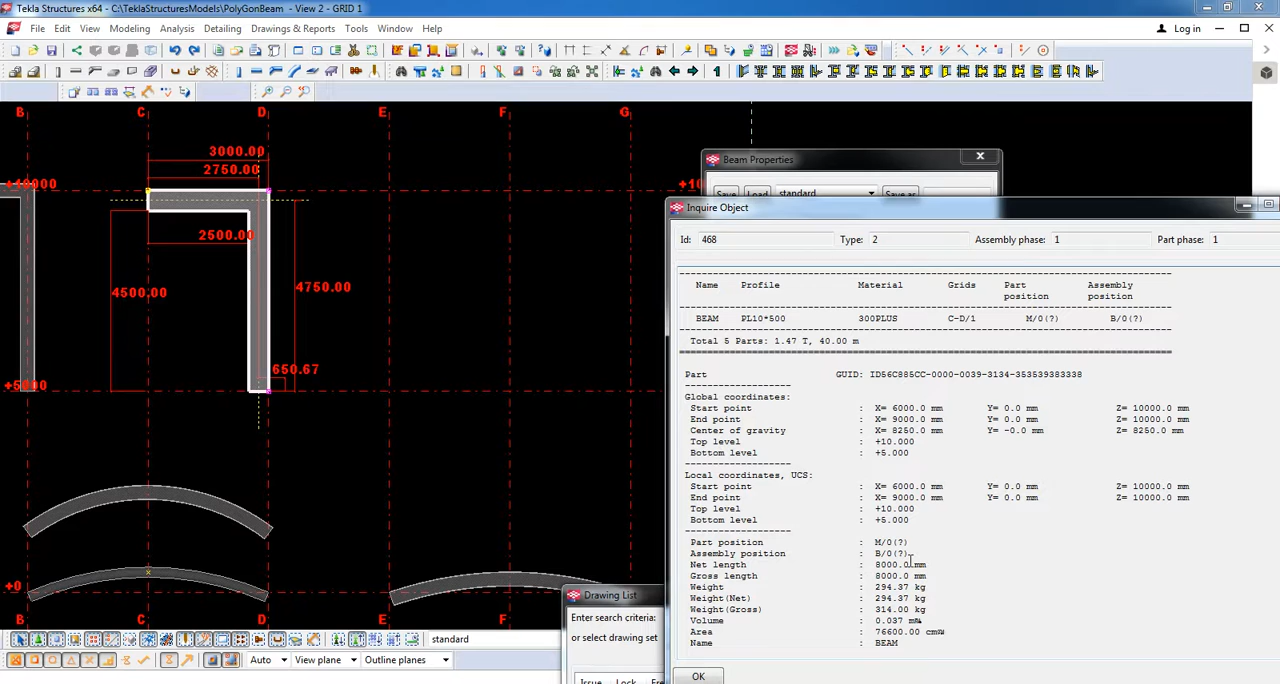 Tekla Structures x64 - C:\TeklaStructuresModels\PolyGonBeam - View 2 - GRID 1
File Edit View Modeling Analysis Detailing Drawings & Reports Tools Window Help Log in
B C D E F G
3000.00
2750.00
+10000 +10
2500.00
4500.00 4750.00
650.67
+5000
+0
B C D E F G
Beam Properties
Save Load standard Save as
Inquire Object
Id: 468 Type: 2 Assembly phase: 1 Part phase: 1
Name Profile Material Grids Part position Assembly position
BEAM PL10*500 300PLUS C-D/1 M/0(?) B/0(?)
Total 5 Parts: 1.47 T, 40.00 m
Part GUID: ID56C885CC-0000-0039-3134-353539383338
Global coordinates:
Start point : X= 6000.0 mm Y= 0.0 mm Z= 10000.0 mm
End point : X= 9000.0 mm Y= 0.0 mm Z= 10000.0 mm
Center of gravity : X= 8250.0 mm Y= -0.0 mm Z= 8250.0 mm
Top level : +10.000
Bottom level : +5.000
Local coordinates, UCS:
Start point : X= 6000.0 mm Y= 0.0 mm Z= 10000.0 mm
End point : X= 9000.0 mm Y= 0.0 mm Z= 10000.0 mm
Top level : +10.000
Bottom level : +5.000
Part position : M/0(?)
Assembly position : B/0(?)
Net length : 8000.0 mm
Gross length : 8000.0 mm
Weight : 294.37 kg
Weight(Net) : 294.37 kg
Weight(Gross) : 314.00 kg
Volume : 0.037
Area : 76600.00
Name : BEAM
OK
Drawing List
Enter search criteria:
or select drawing set
Issue Lock Fre
standard
Auto View plane Outline planes